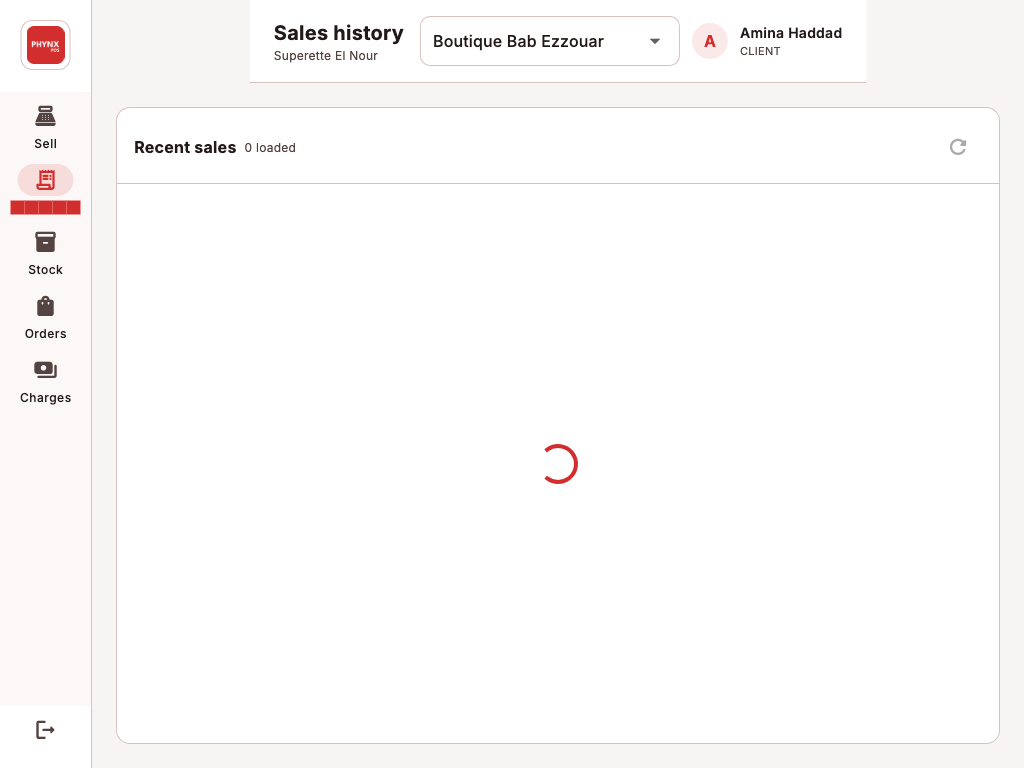 PHYNX
POS
Sales history
Superette El Nour
Boutique Bab Ezzouar
A
Amina Haddad
CLIENT
Sell
Stock
Orders
Charges
Recent sales
0 loaded